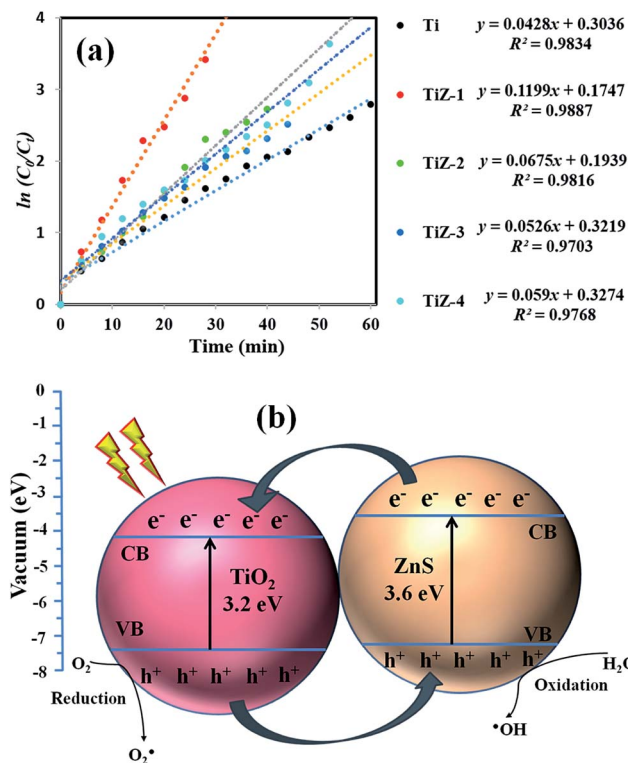 (a)
ln (C₀/Cₜ)
4
3
2
1
0
0 10 20 30 40 50 60
Time (min)
Ti y = 0.0428x + 0.3036
R² = 0.9834
TiZ-1 y = 0.1199x + 0.1747
R² = 0.9887
TiZ-2 y = 0.0675x + 0.1939
R² = 0.9816
TiZ-3 y = 0.0526x + 0.3219
R² = 0.9703
TiZ-4 y = 0.059x + 0.3274
R² = 0.9768
(b)
Vacuum (eV)
0
-1
-2
-3
-4
-5
-6
-7
-8
e⁻ e⁻ e⁻ e⁻ e⁻
CB
TiO₂
3.2 eV
VB
h⁺ h⁺ h⁺ h⁺ h⁺
O₂
Reduction
O₂•
e⁻ e⁻ e⁻ e⁻ e⁻
CB
ZnS
3.6 eV
VB
h⁺ h⁺ h⁺ h⁺ h⁺
H₂O
Oxidation
•OH